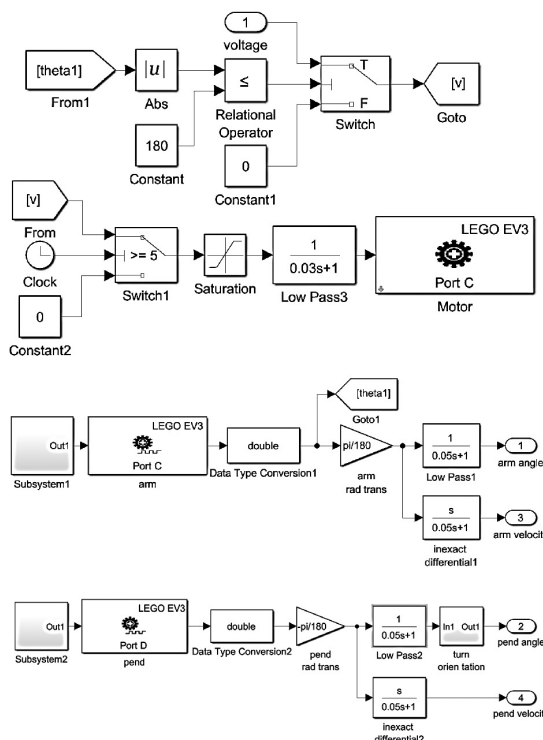 1
voltage
[theta1]
From1
|u|
Abs
≤
Relational
Operator
T
F
Switch
[v]
Goto
180
Constant
0
Constant1
[v]
From
Clock
>= 5
Switch1
0
Constant2
Saturation
1
0.03s+1
Low Pass3
LEGO EV3
Port C
Motor
[theta1]
Goto1
Out1
Subsystem1
LEGO EV3
Port C
arm
double
Data Type Conversion1
pi/180
arm
rad trans
1
0.05s+1
Low Pass1
1
arm angle
s
0.05s+1
inexact
differential1
3
arm velocit
Out1
Subsystem2
LEGO EV3
Port D
pend
double
Data Type Conversion2
-pi/180
pend
rad trans
1
0.05s+1
Low Pass2
In1 Out1
turn
orien tation
2
pend angle
s
0.05s+1
inexact
differential2
4
pend velocit